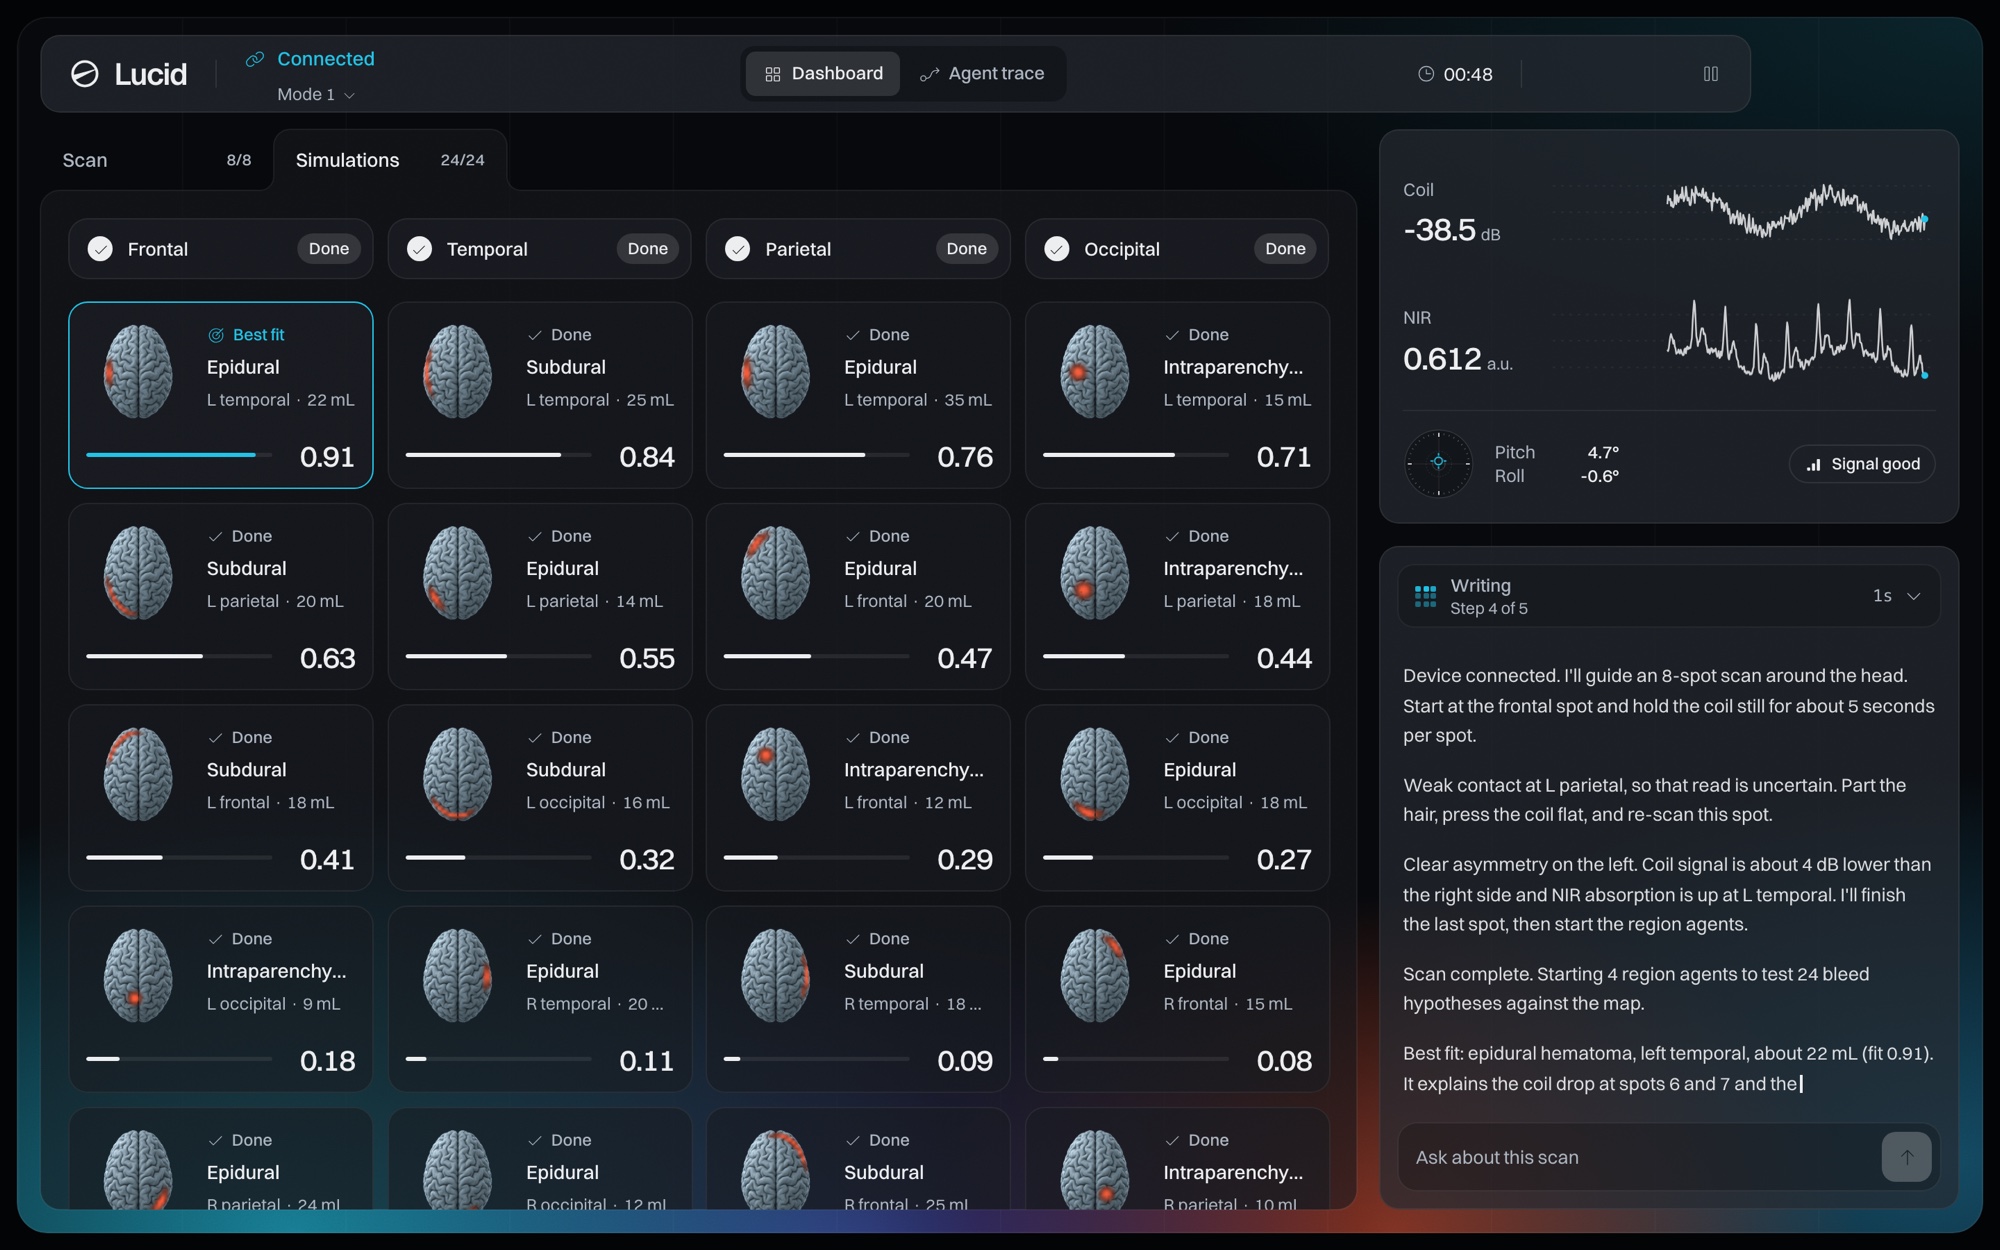 Lucid
Connected
Mode 1
Dashboard
Agent trace
00:48
Scan 8/8
Simulations 24/24
Frontal Done
Temporal Done
Parietal Done
Occipital Done
Best fit
Epidural
L temporal · 22 mL
0.91
Done
Subdural
L temporal · 25 mL
0.84
Done
Epidural
L temporal · 35 mL
0.76
Done
Intraparenchy...
L temporal · 15 mL
0.71
Done
Subdural
L parietal · 20 mL
0.63
Done
Epidural
L parietal · 14 mL
0.55
Done
Epidural
L frontal · 20 mL
0.47
Done
Intraparenchy...
L parietal · 18 mL
0.44
Done
Subdural
L frontal · 18 mL
0.41
Done
Subdural
L occipital · 16 mL
0.32
Done
Intraparenchy...
L frontal · 12 mL
0.29
Done
Epidural
L occipital · 18 mL
0.27
Done
Intraparenchy...
L occipital · 9 mL
0.18
Done
Epidural
R temporal · 20 ...
0.11
Done
Subdural
R temporal · 18 ...
0.09
Done
Epidural
R frontal · 15 mL
0.08
Done
Epidural
R parietal · 24 mL
Done
Epidural
R occipital · 12 mL
Done
Subdural
R frontal · 25 mL
Done
Intraparenchy...
R parietal · 10 mL
Coil
-38.5 dB
NIR
0.612 a.u.
Pitch 4.7°
Roll -0.6°
Signal good
Writing
Step 4 of 5
1s
Device connected. I'll guide an 8-spot scan around the head.
Start at the frontal spot and hold the coil still for about 5 seconds
per spot.
Weak contact at L parietal, so that read is uncertain. Part the
hair, press the coil flat, and re-scan this spot.
Clear asymmetry on the left. Coil signal is about 4 dB lower than
the right side and NIR absorption is up at L temporal. I'll finish
the last spot, then start the region agents.
Scan complete. Starting 4 region agents to test 24 bleed
hypotheses against the map.
Best fit: epidural hematoma, left temporal, about 22 mL (fit 0.91).
It explains the coil drop at spots 6 and 7 and the
Ask about this scan